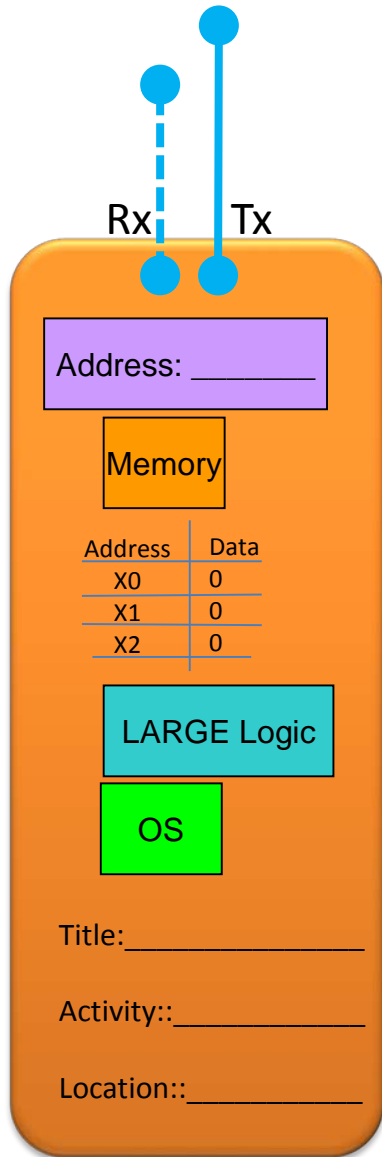 Rx Tx
Address: _______
Memory
Address Data
X0 0
X1 0
X2 0
LARGE Logic
OS
Title:_______________
Activity::____________
Location::___________